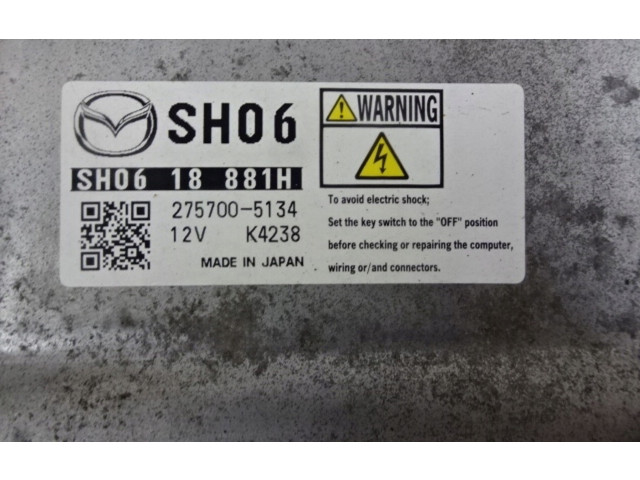 SH06
SH06 18 881H
275700-5134
12V K4238
MADE IN JAPAN
WARNING
To avoid electric shock;
Set the key switch to the "OFF" position
before checking or repairing the computer,
wiring or/and connectors.